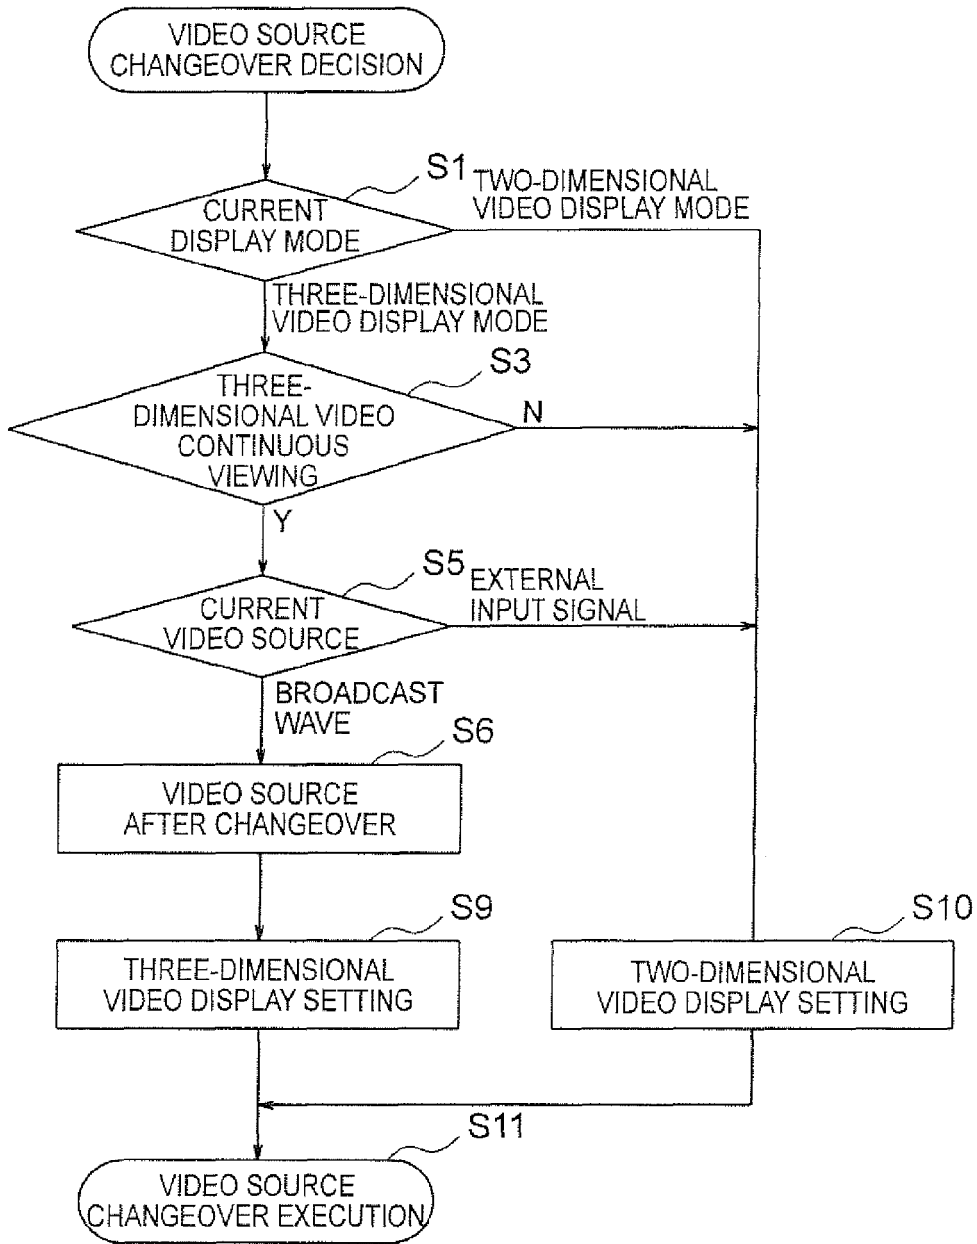 VIDEO SOURCE
CHANGEOVER DECISION
S1
TWO-DIMENSIONAL
VIDEO DISPLAY MODE
CURRENT
DISPLAY MODE
THREE-DIMENSIONAL
VIDEO DISPLAY MODE
S3
THREE-
DIMENSIONAL VIDEO
CONTINUOUS
VIEWING
N
Y
S5
EXTERNAL
INPUT SIGNAL
CURRENT
VIDEO SOURCE
BROADCAST
WAVE
S6
VIDEO SOURCE
AFTER CHANGEOVER
S9
THREE-DIMENSIONAL
VIDEO DISPLAY SETTING
S10
TWO-DIMENSIONAL
VIDEO DISPLAY SETTING
S11
VIDEO SOURCE
CHANGEOVER EXECUTION